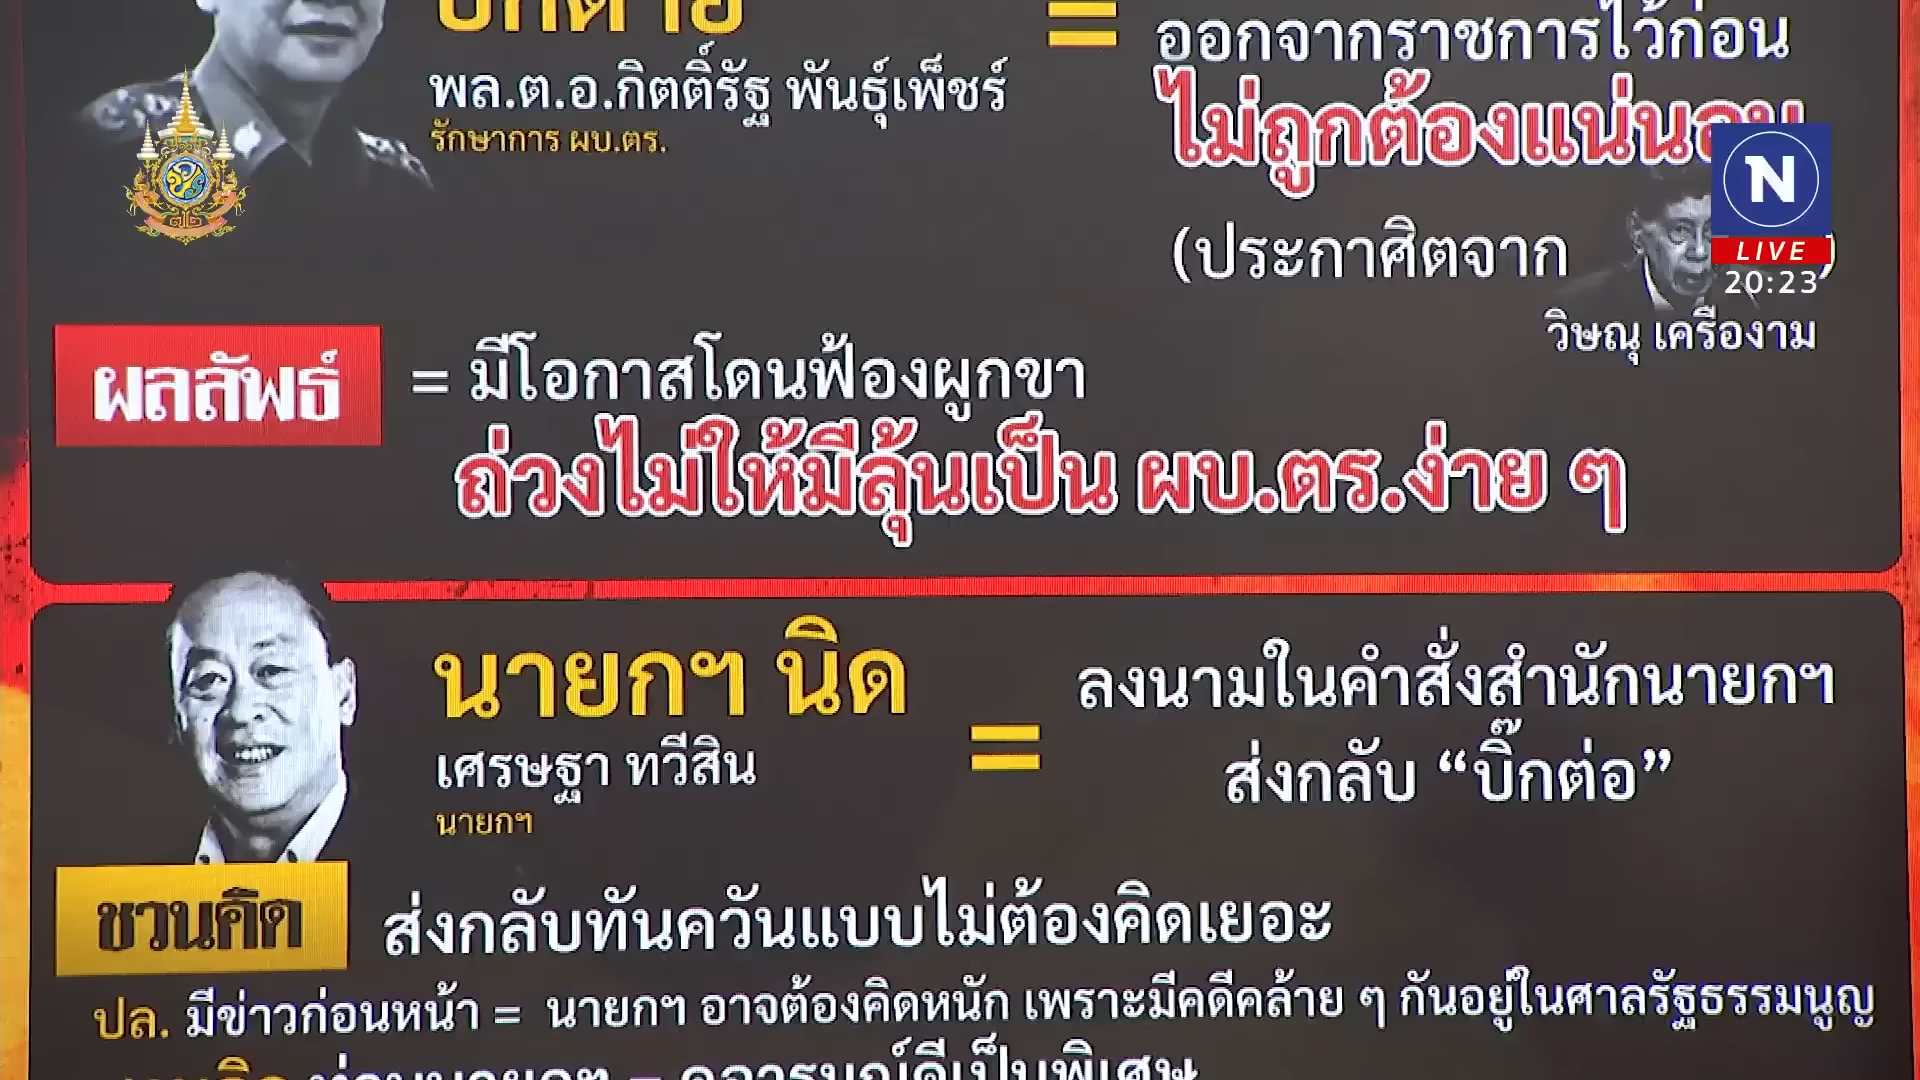 =
ออกจากราชการไว้ก่อน
พล.ต.อ.กิตติ์รัฐ พันธุ์เพ็ชร์
รักษาการ ผบ.ตร.
ไม่ถูกต้องแน่นอน
N
LIVE
20:23
(ประกาศิตจาก )
วิษณุ เครืองาม
ผลลัพธ์ = มีโอกาสโดนฟ้องผูกขา
ถ่วงไม่ให้มีลุ้นเป็น ผบ.ตร.ง่าย ๆ
นายกฯ นิด
เศรษฐา ทวีสิน
นายกฯ
=
ลงนามในคำสั่งสำนักนายกฯ
ส่งกลับ “บิ๊กต่อ”
ชวนคิด ส่งกลับทันควันแบบไม่ต้องคิดเยอะ
ปล. มีข่าวก่อนหน้า = นายกฯ อาจต้องคิดหนัก เพราะมีคดีคล้าย ๆ กันอยู่ในศาลรัฐธรรมนูญ